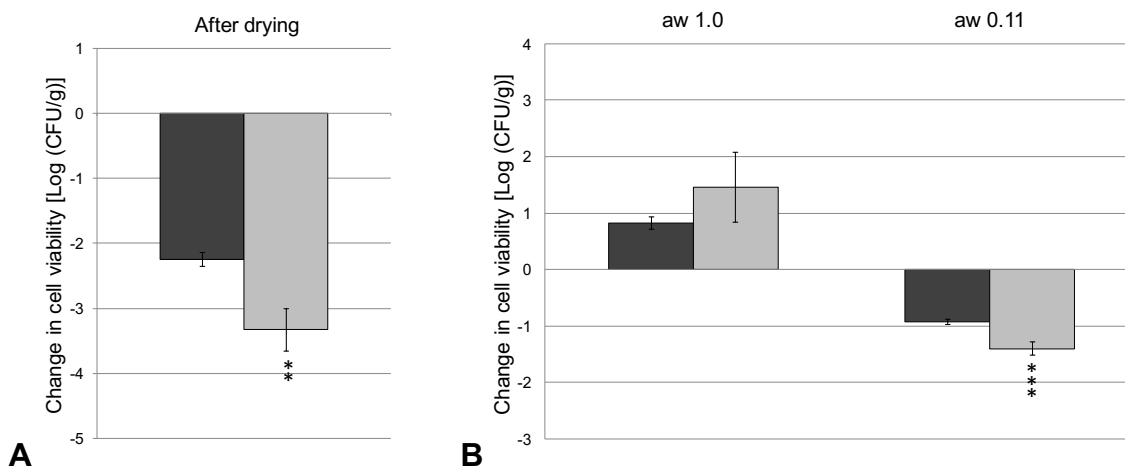 After drying
Change in cell viability [Log (CFU/g)]
1
0
-1
-2
-3
-4
-5
**
A
aw 1.0
aw 0.11
Change in cell viability [Log (CFU/g)]
4
3
2
1
0
-1
-2
-3
***
B